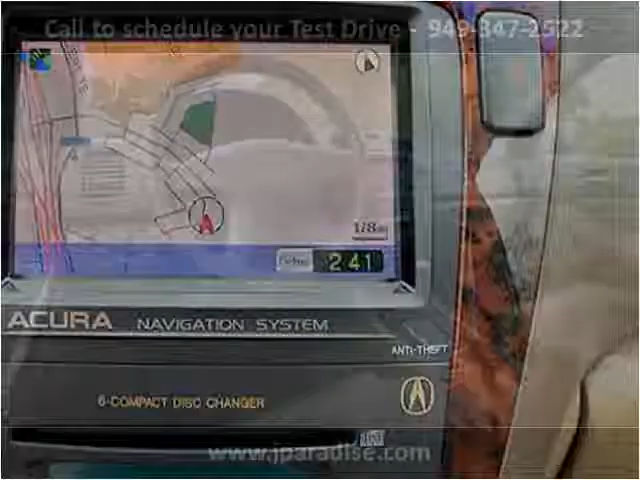 Call to schedule your Test Drive - 949-347-2522
1/8mi
2 41
ACURA NAVIGATION SYSTEM
ANTI-THEFT
6-COMPACT DISC CHANGER
www.jparadise.com